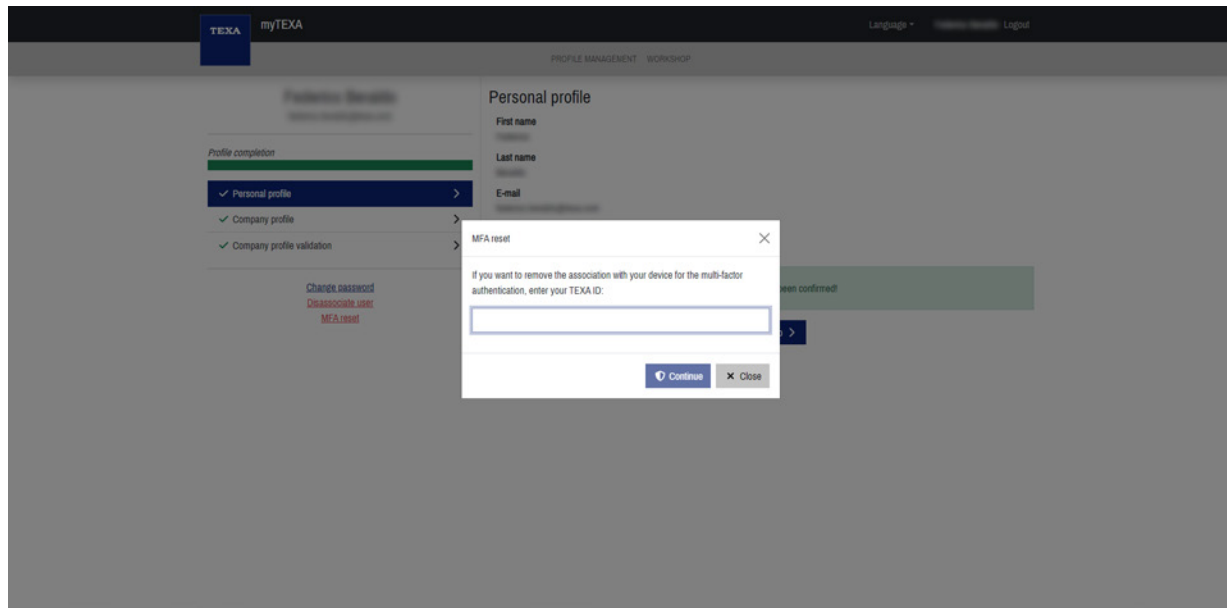 TEXA
myTEXA
Language
Logout
PROFILE MANAGEMENT WORKSHOP
Profile completion
Personal profile
Company profile
Company profile validation
Change password
Disassociate user
MFA reset
Personal profile
First name
Last name
E-mail
been confirmed!
MFA reset
If you want to remove the association with your device for the multi-factor
authentication, enter your TEXA ID:
Continue
Close